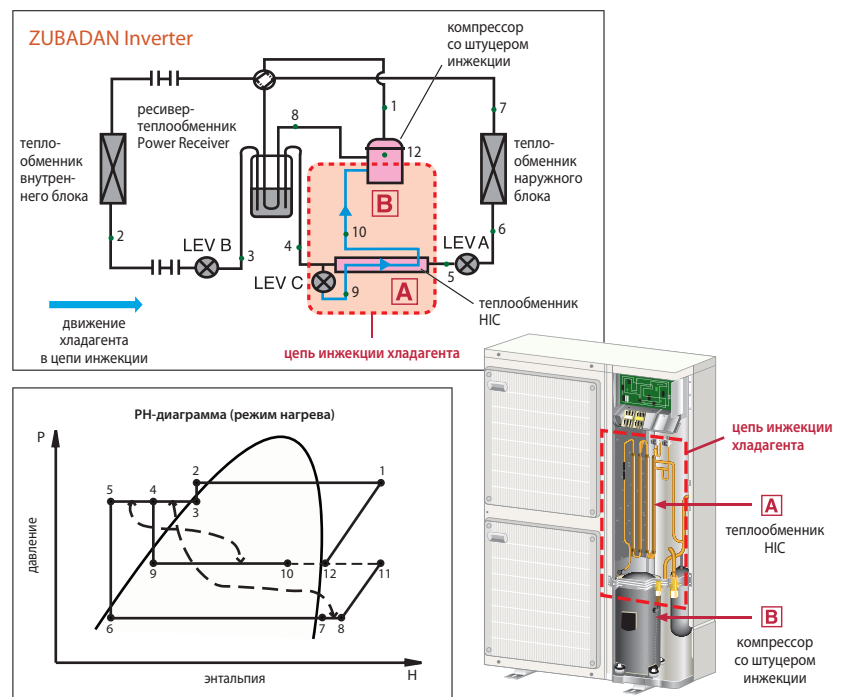 ZUBADAN Inverter
компрессор
со штуцером
инжекции
ресивер-
теплообменник
Power Receiver
8
1
7
12
тепло-
обменник
внутрен-
него блока
тепло-
обменник
наружного
блока
B
2
LEV B
3
4
10
LEV A
6
5
LEV C
9
A
теплообменник
HIC
движение
хладагента
в цепи инжекции
цепь инжекции хладагента
PH-диаграмма (режим нагрева)
P
давление
2
1
5
4
3
9
10
12
11
6
7
8
энтальпия
H
цепь инжекции
хладагента
A
теплообменник
HIC
B
компрессор
со штуцером
инжекции